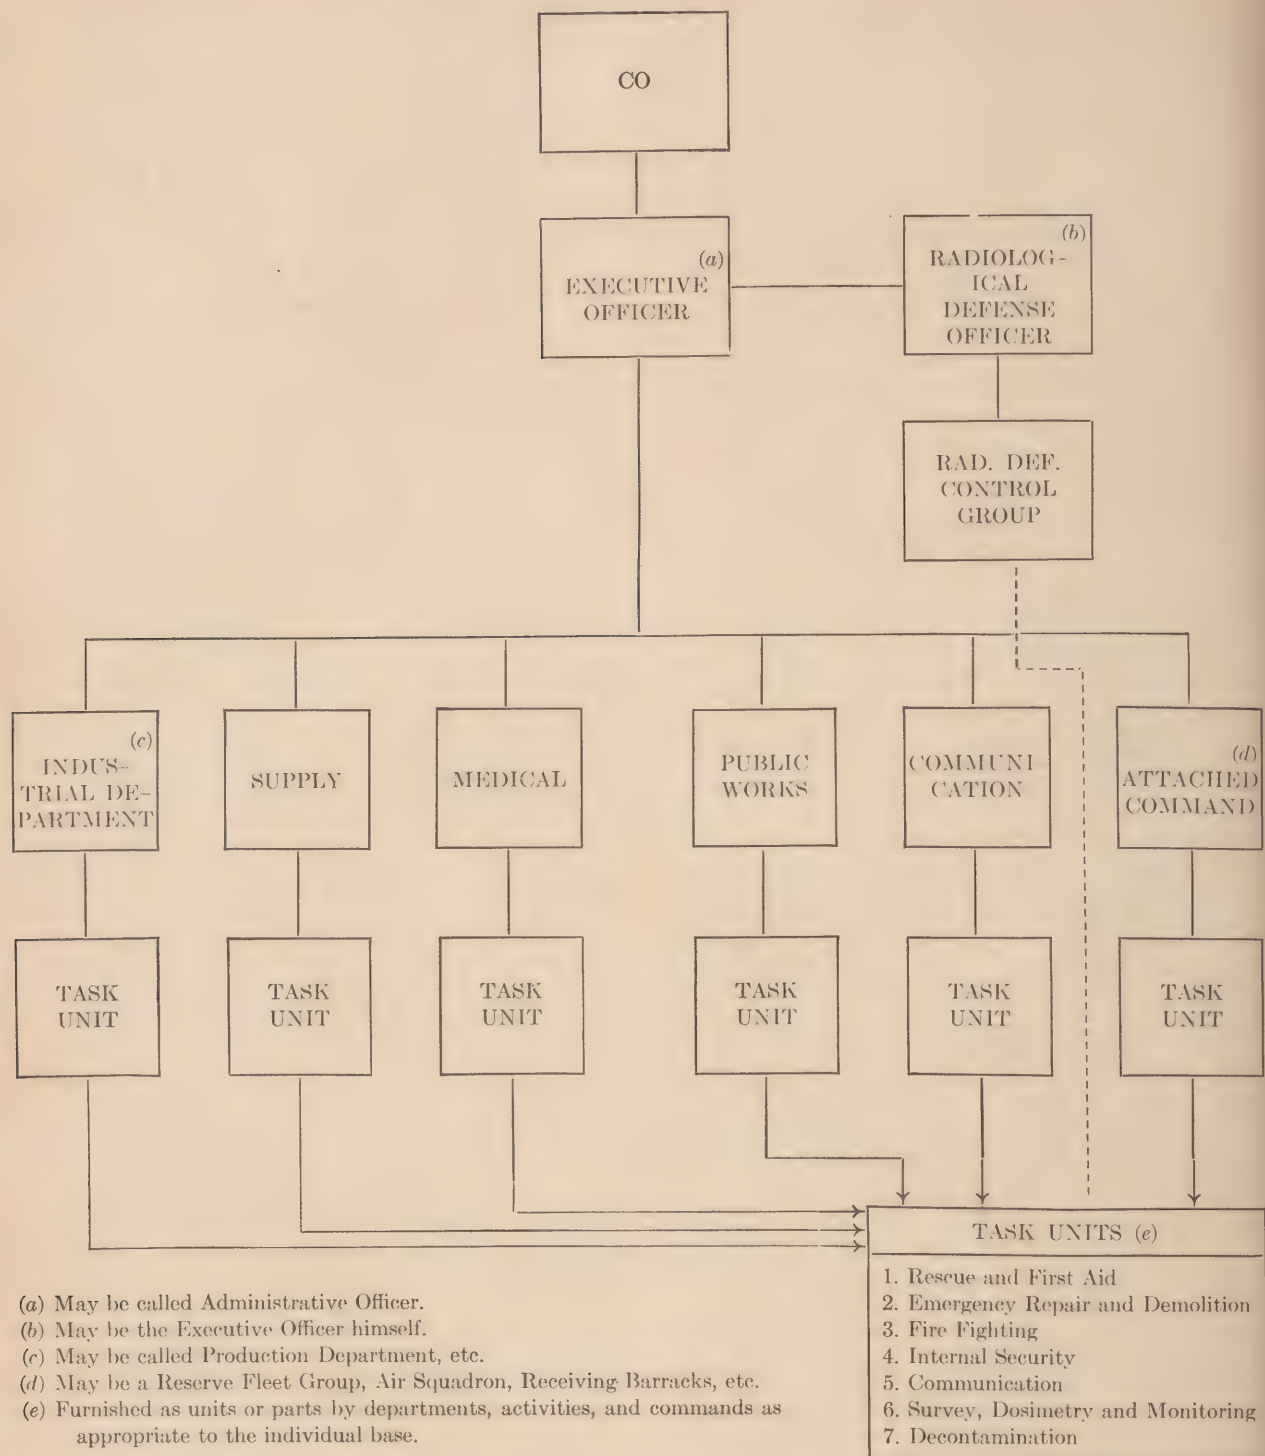 CO
(a)
EXECUTIVE
OFFICER
(b)
RADIOLOG-
ICAL
DEFENSE
OFFICER
RAD. DEF.
CONTROL
GROUP
(c)
INDUS-
TRIAL DE-
PARTMENT
SUPPLY
MEDICAL
PUBLIC
WORKS
COMMUNI
CATION
(d)
ATTACHED
COMMAND
TASK
UNIT
TASK
UNIT
TASK
UNIT
TASK
UNIT
TASK
UNIT
TASK
UNIT
TASK UNITS (e)
1. Rescue and First Aid
2. Emergency Repair and Demolition
3. Fire Fighting
4. Internal Security
5. Communication
6. Survey, Dosimetry and Monitoring
7. Decontamination
(a) May be called Administrative Officer.
(b) May be the Executive Officer himself.
(c) May be called Production Department, etc.
(d) May be a Reserve Fleet Group, Air Squadron, Receiving Barracks, etc.
(e) Furnished as units or parts by departments, activities, and commands as
appropriate to the individual base.